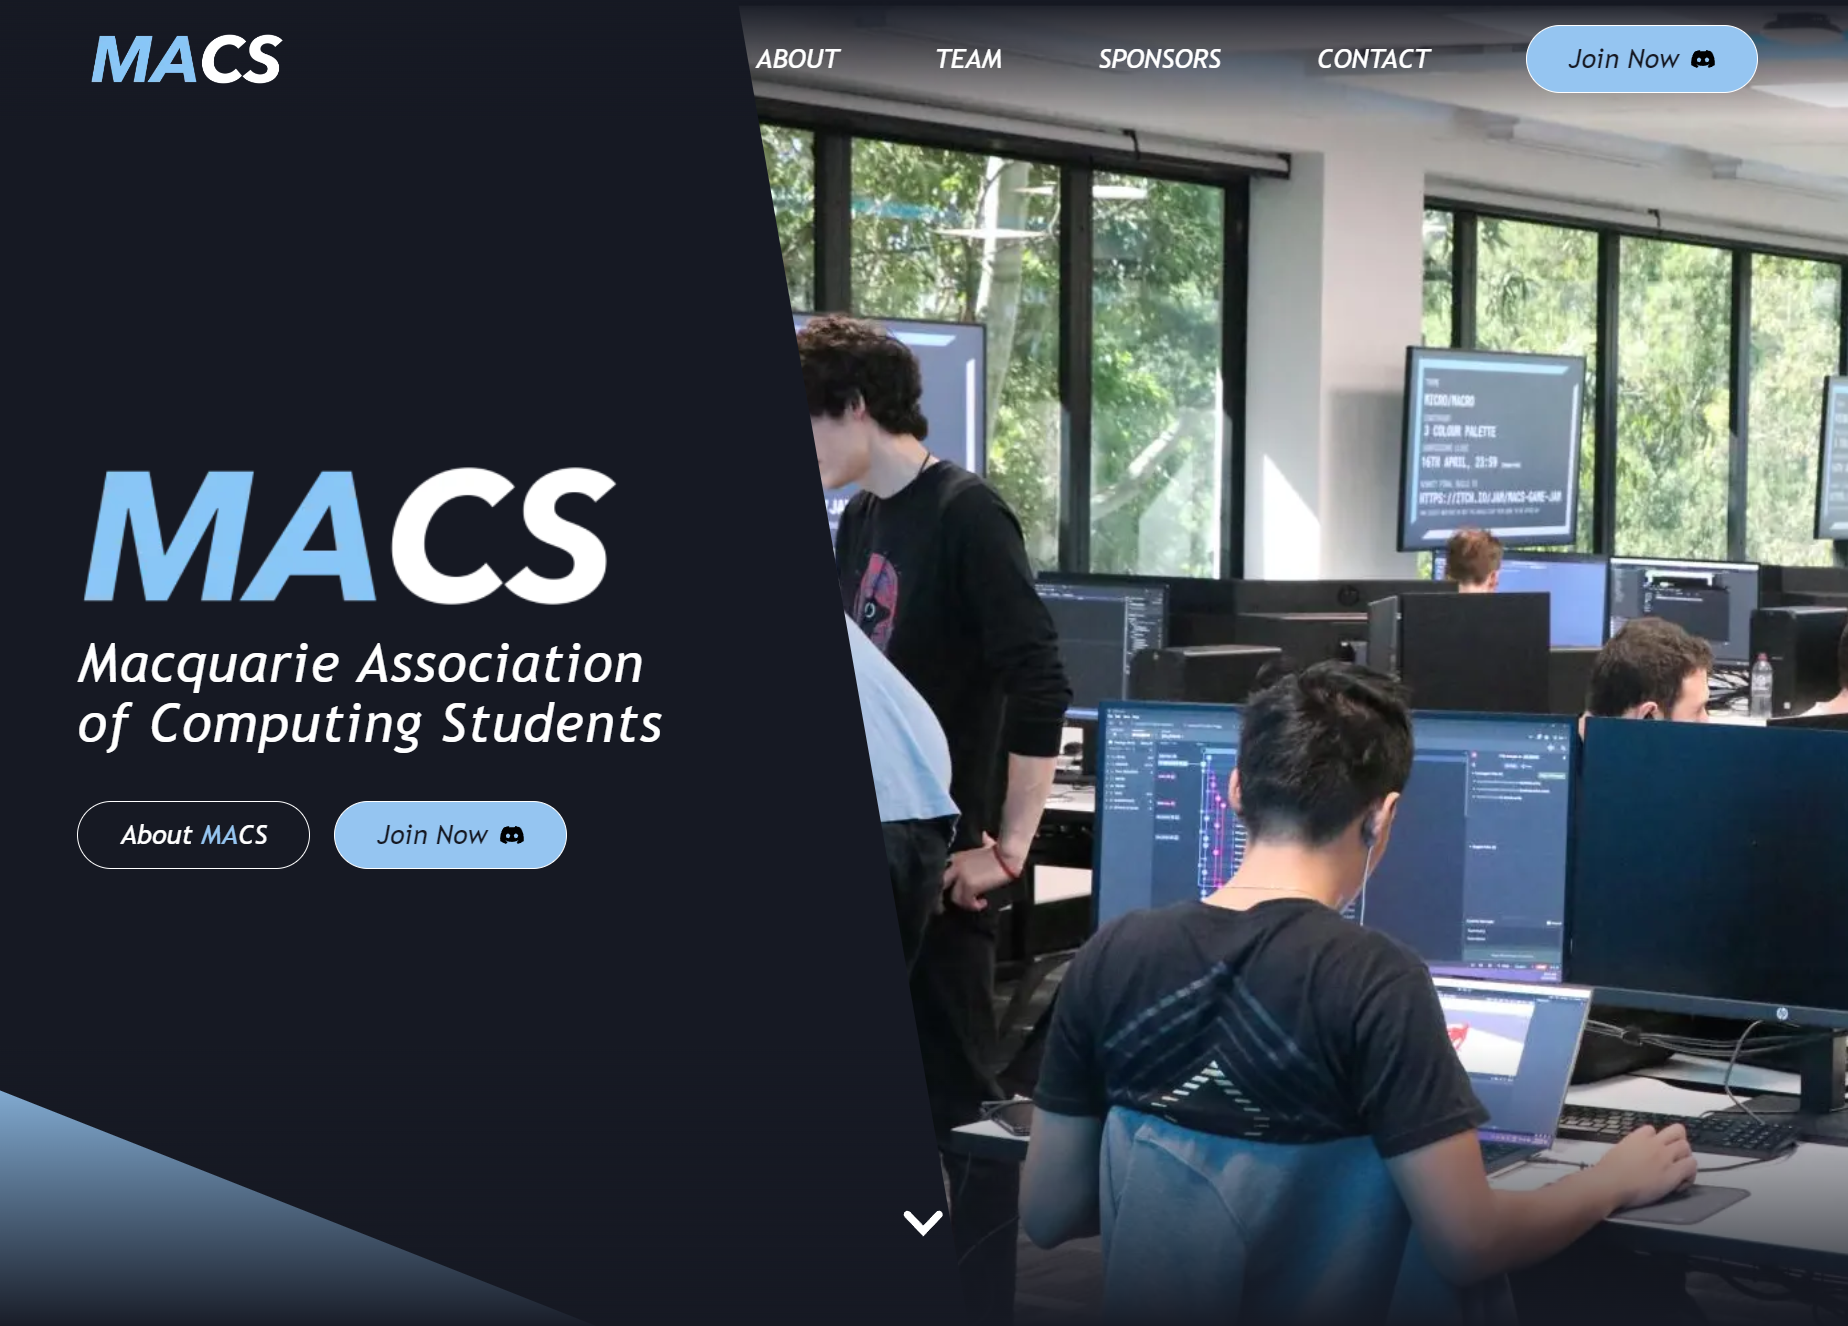 MACS
ABOUT
TEAM
SPONSORS
CONTACT
Join Now
MACS
Macquarie Association
of Computing Students
About MACS
Join Now
MICRO/MACRO
3 COLOUR PALETTE
16TH APRIL, 23:59
HTTPS://ITCH.IO/JAM/MACS-GAME-JAM